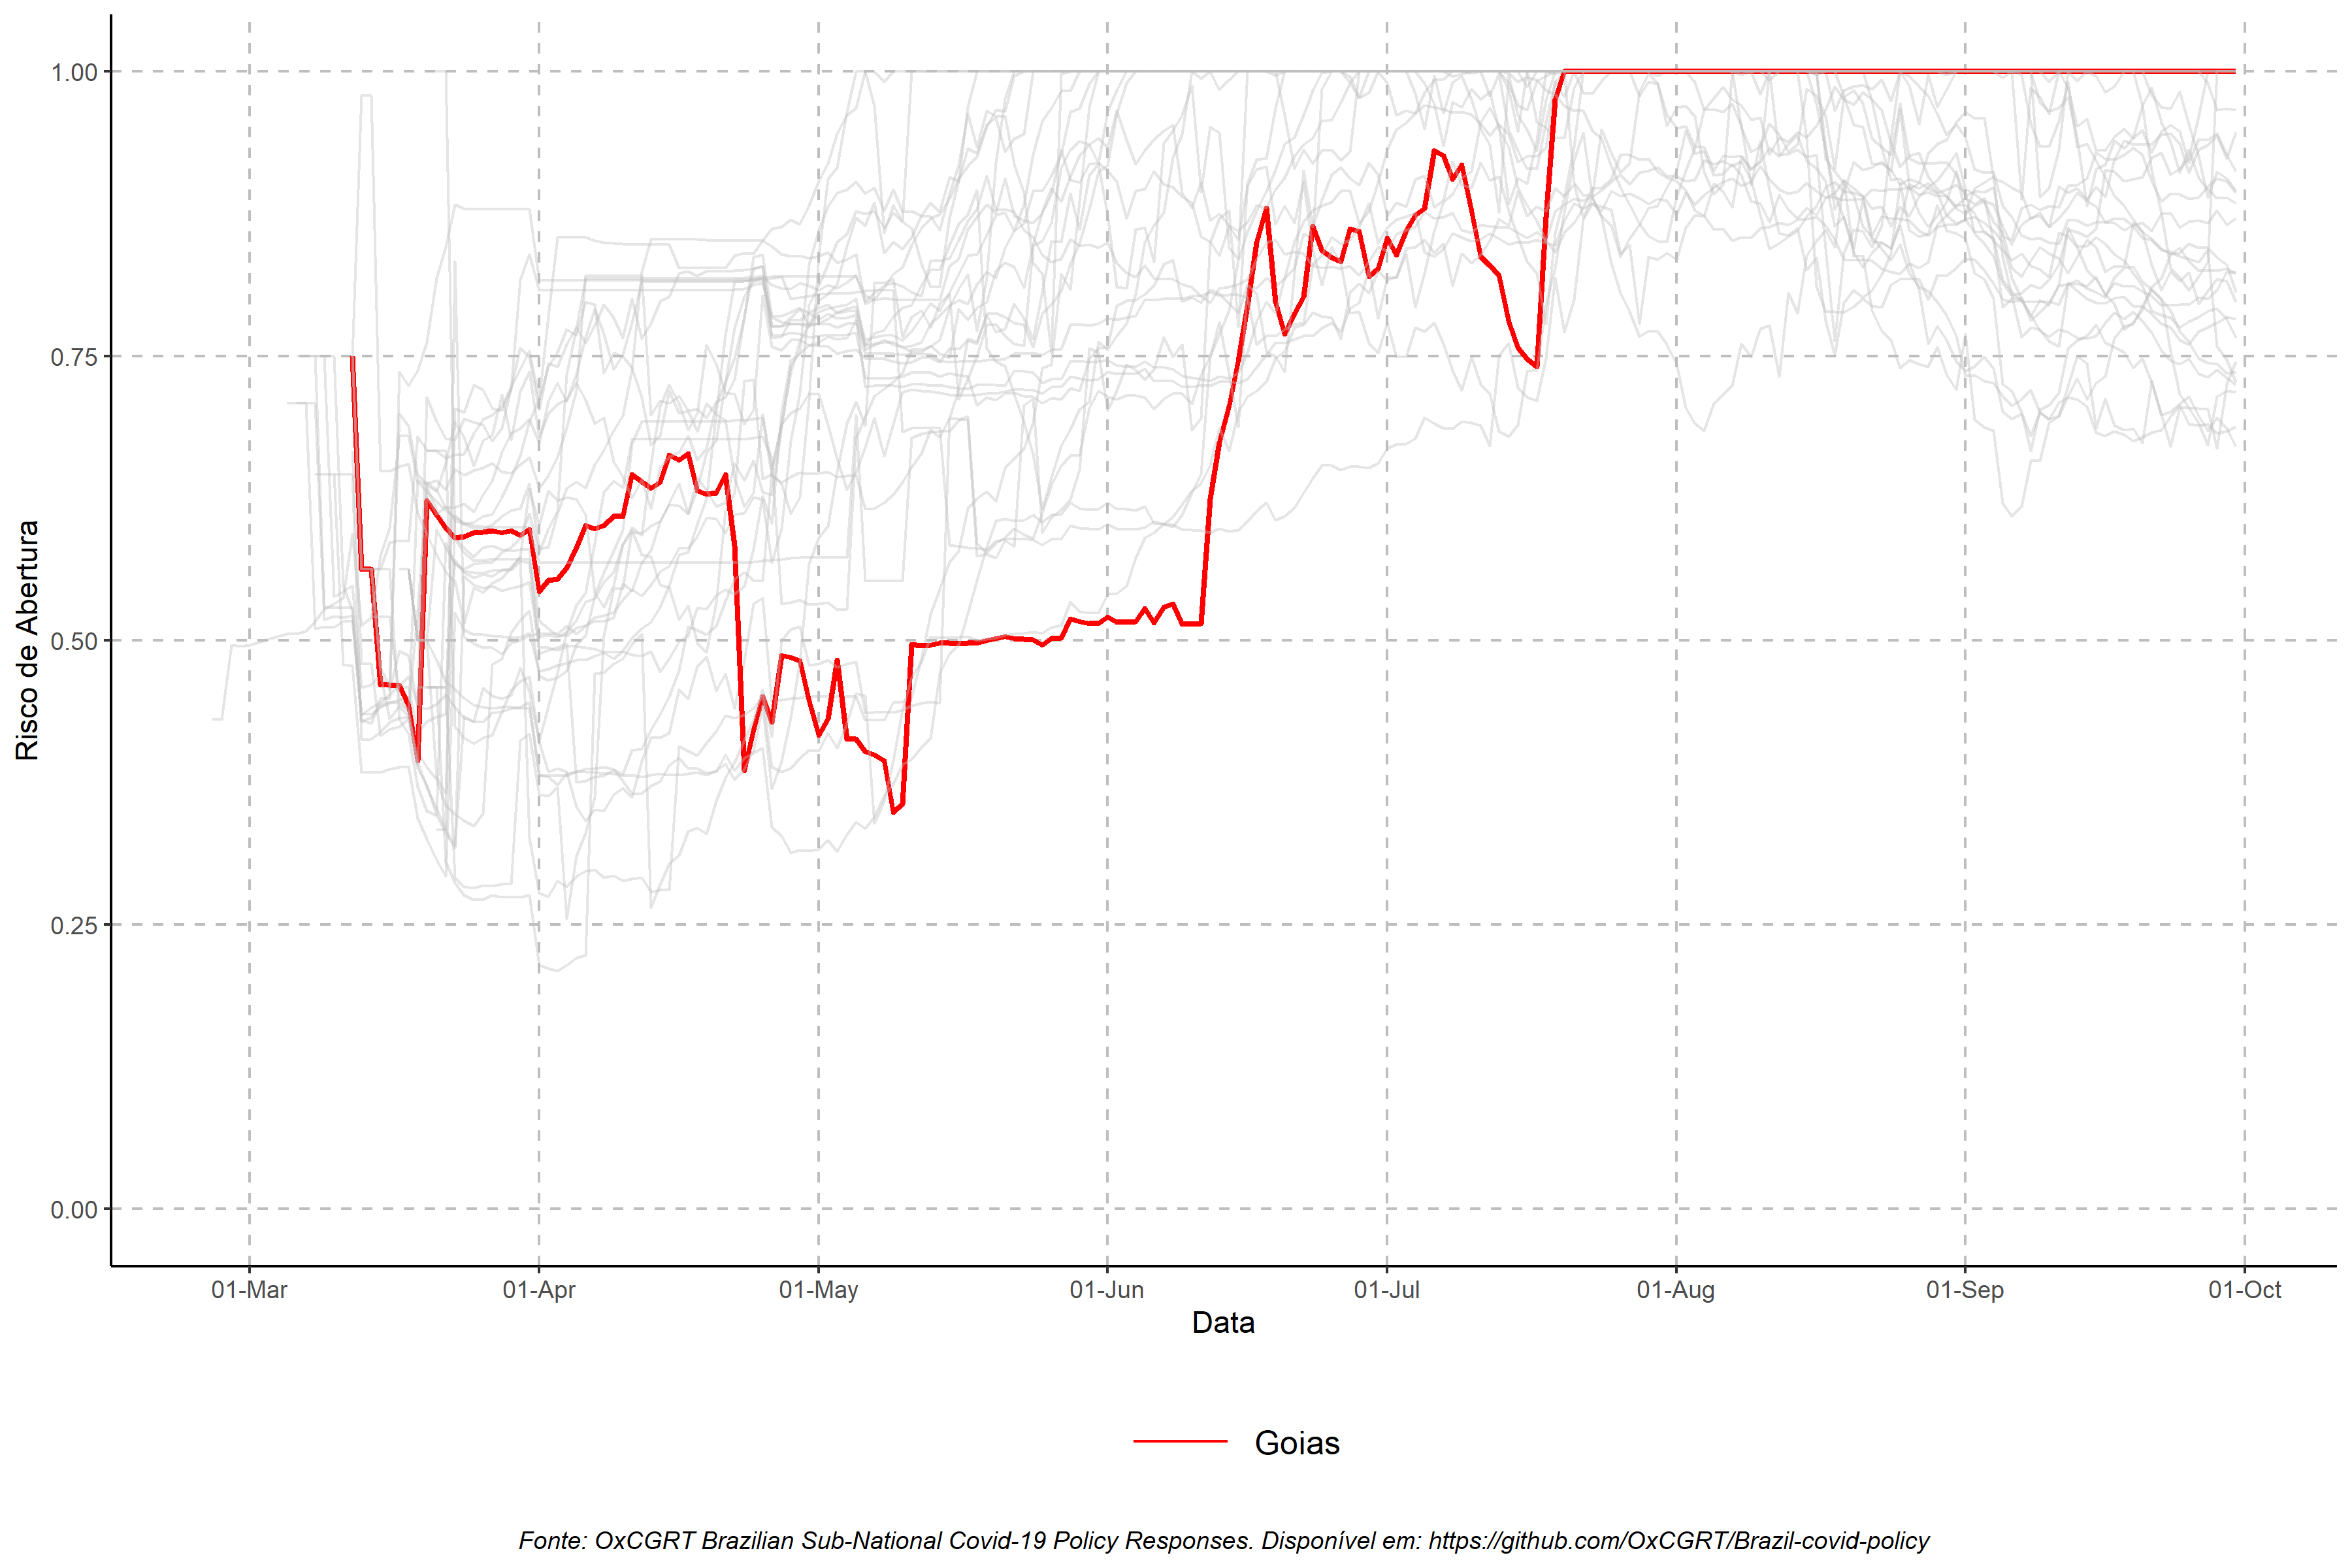 Risco de Abertura
1.00
0.75
0.50
0.25
0.00
01-Mar 01-Apr 01-May 01-Jun 01-Jul 01-Aug 01-Sep 01-Oct
Data
Goias
Fonte: OxCGRT Brazilian Sub-National Covid-19 Policy Responses. Disponível em: https://github.com/OxCGRT/Brazil-covid-policy